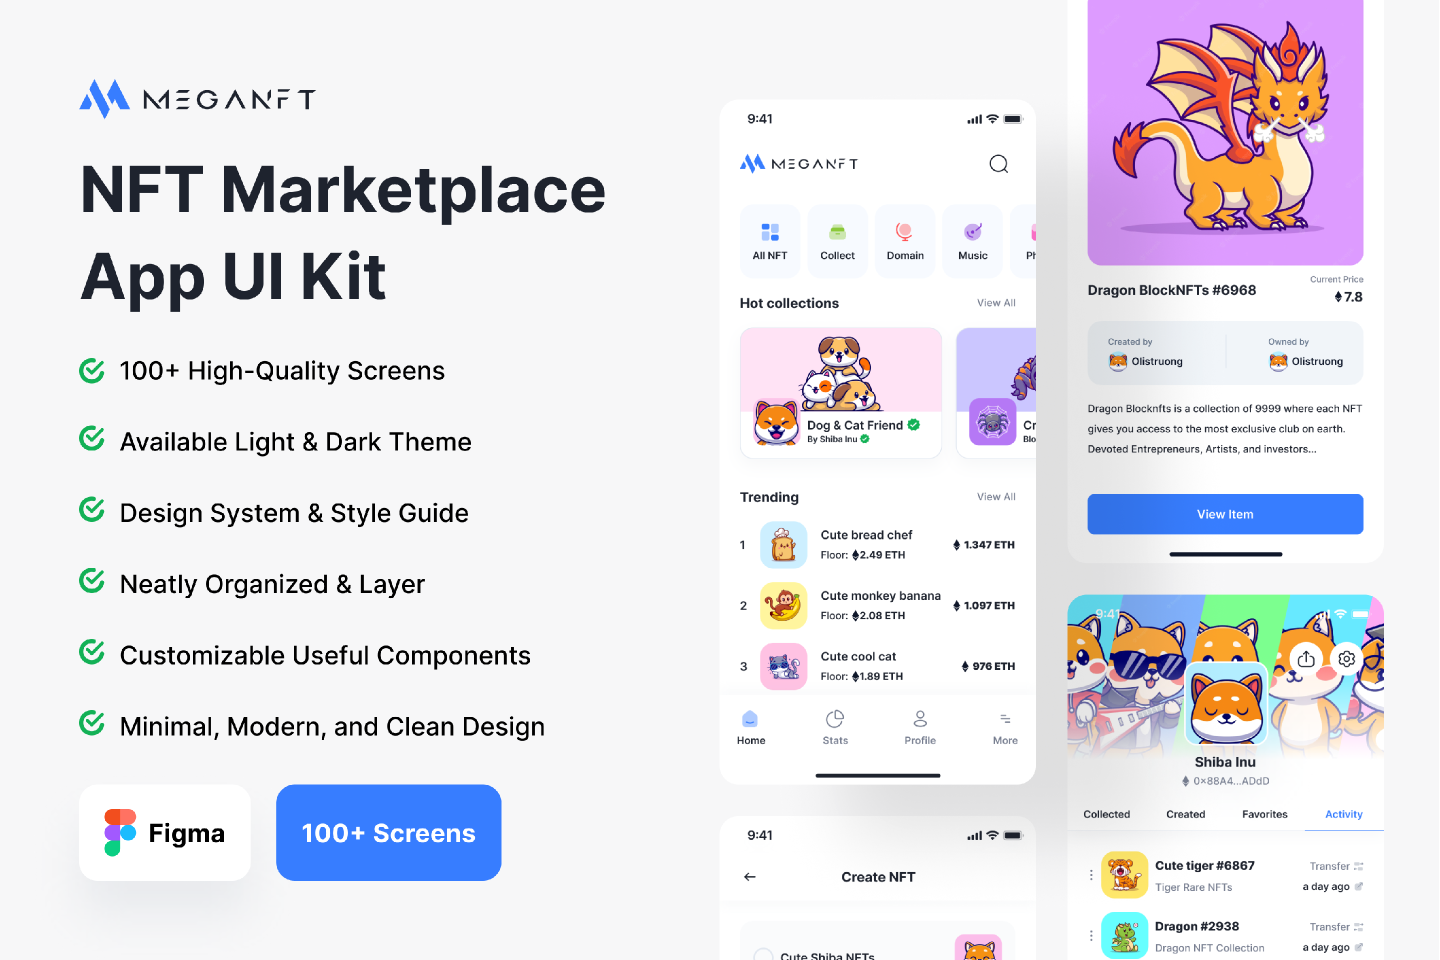 MEGANFT
NFT Marketplace
App UI Kit
100+ High-Quality Screens
Available Light & Dark Theme
Design System & Style Guide
Neatly Organized & Layer
Customizable Useful Components
Minimal, Modern, and Clean Design
Figma
100+ Screens
9:41
MEGANFT
All NFT
Collect
Domain
Music
Hot collections
View All
Dog & Cat Friend
By Shiba Inu
Trending
View All
1
Cute bread chef
Floor: 2.49 ETH
1.347 ETH
2
Cute monkey banana
Floor: 2.08 ETH
1.097 ETH
3
Cute cool cat
Floor: 1.89 ETH
976 ETH
Home
Stats
Profile
More
9:41
Create NFT
Cute Shiba NFTs
Dragon BlockNFTs #6968
Current Price
7.8
Created by
Olistruong
Owned by
Olistruong
Dragon Blocknfts is a collection of 9999 where each NFT
gives you access to the most exclusive club on earth.
Devoted Entrepreneurs, Artists, and investors...
View Item
9:41
Shiba Inu
0x88A4...ADdD
Collected
Created
Favorites
Activity
Cute tiger #6867
Tiger Rare NFTs
Transfer
a day ago
Dragon #2938
Dragon NFT Collection
Transfer
a day ago